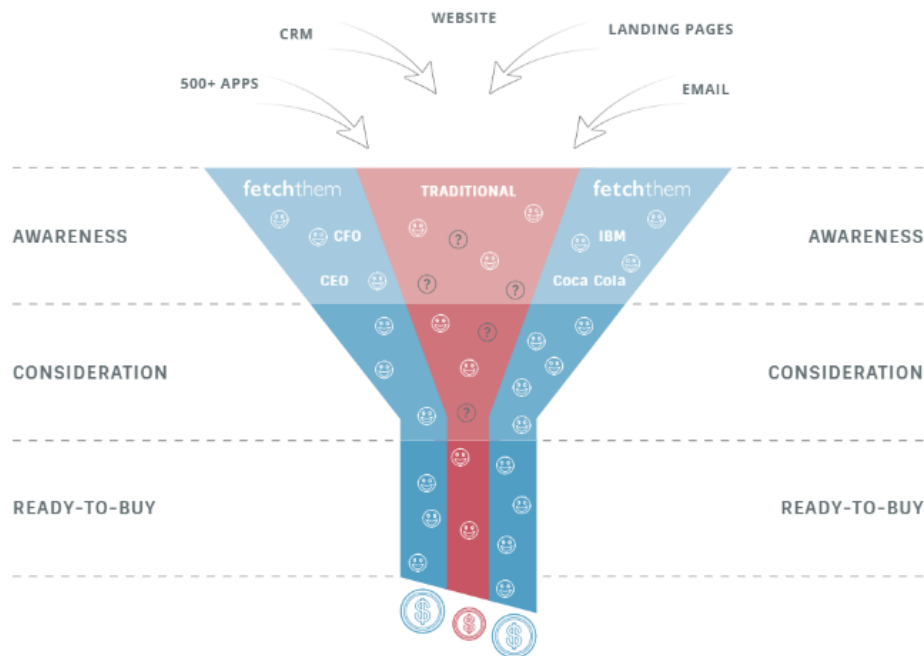 WEBSITE
CRM
LANDING PAGES
500+ APPS
EMAIL
fetchthem TRADITIONAL fetchthem
AWARENESS CFO ? IBM AWARENESS
CEO ? ? Coca Cola
?
CONSIDERATION CONSIDERATION
?
READY-TO-BUY READY-TO-BUY
$ $ $